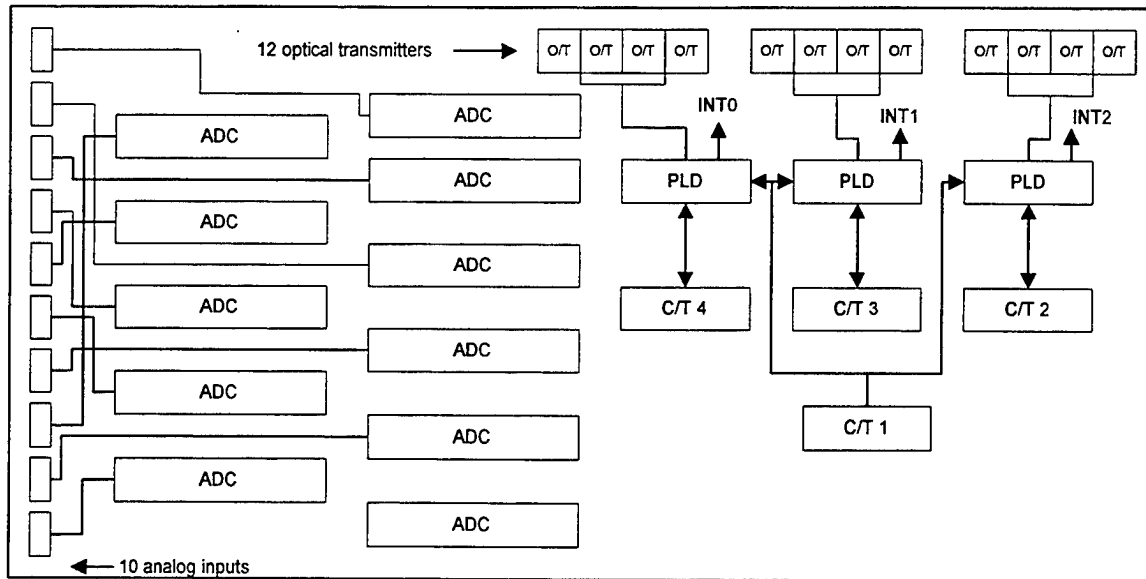 12 optical transmitters
O/T O/T O/T O/T
O/T O/T O/T O/T
O/T O/T O/T O/T
ADC
ADC
INT0
INT1
INT2
ADC
PLD
PLD
PLD
ADC
ADC
ADC
C/T 4
C/T 3
C/T 2
ADC
ADC
C/T 1
ADC
ADC
ADC
10 analog inputs